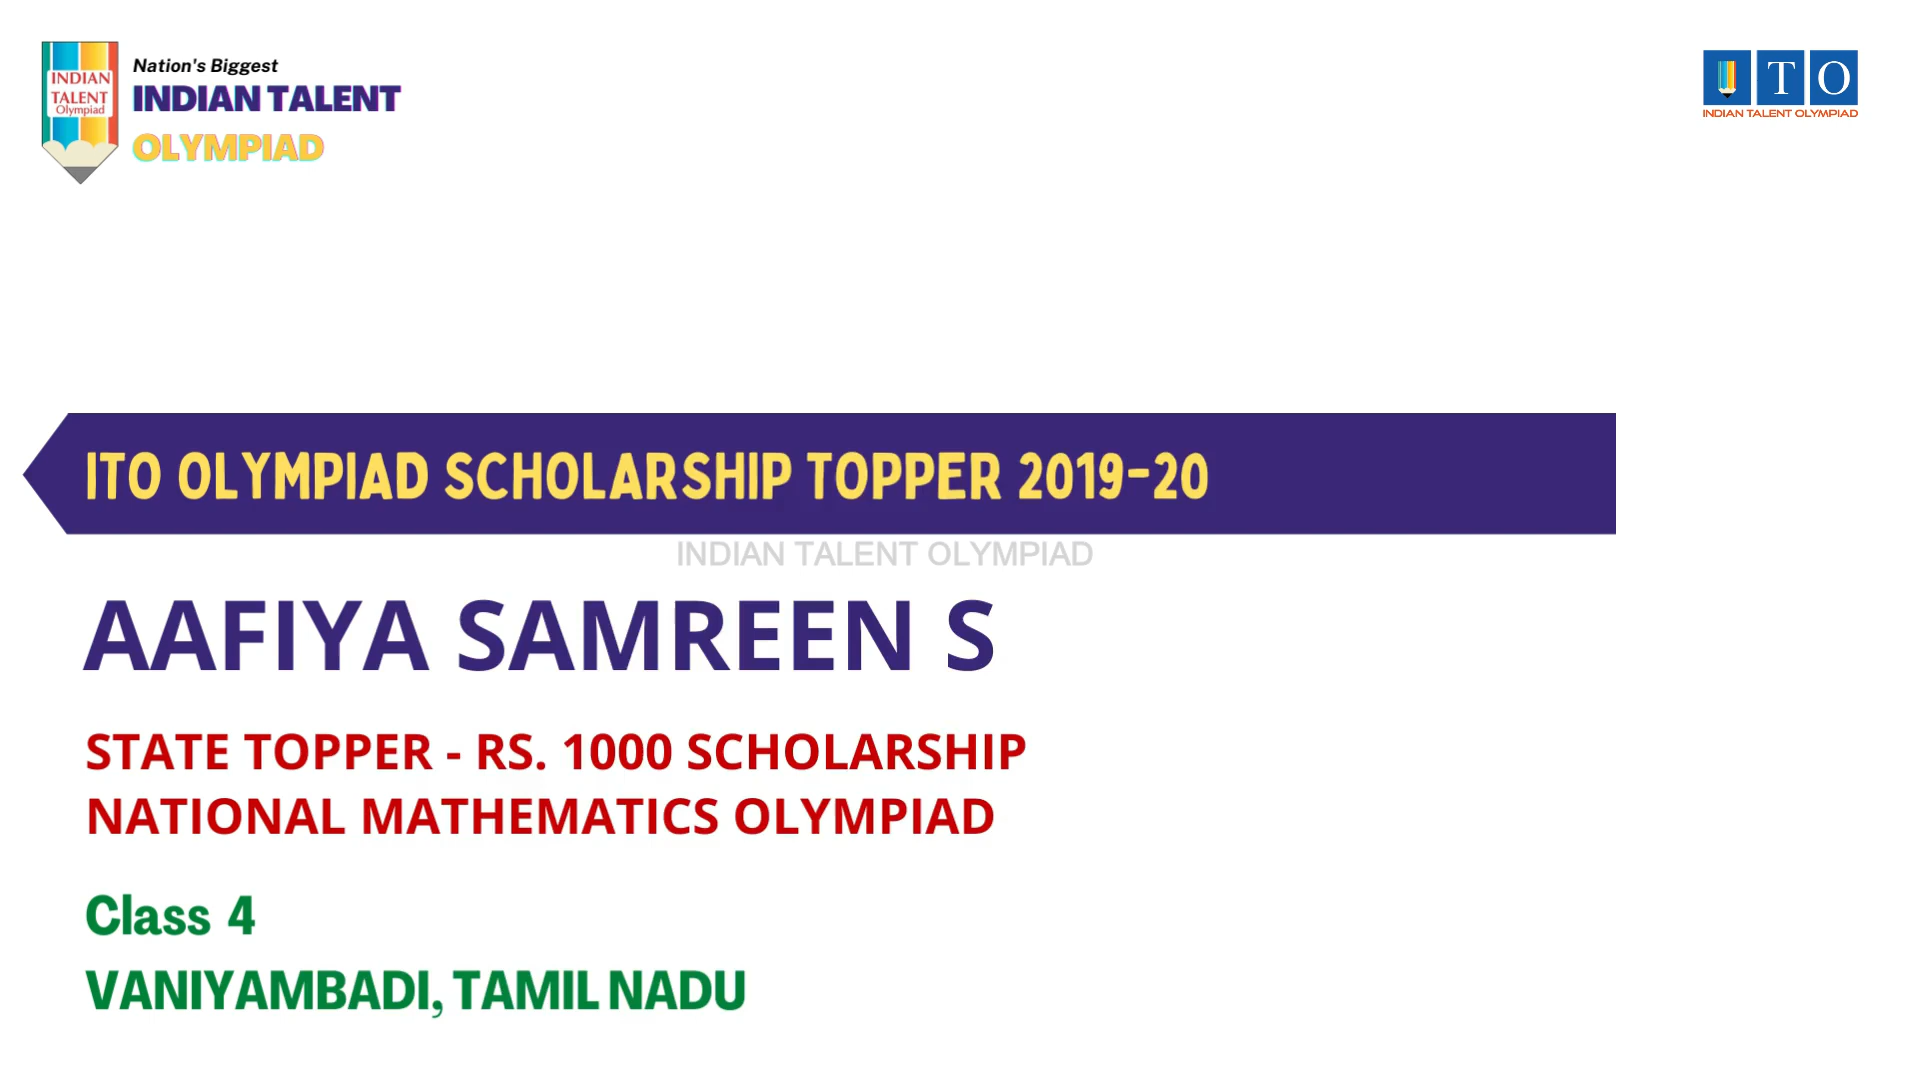 INDIAN
TALENT
Olympiad
Nation's Biggest
INDIAN TALENT
OLYMPIAD
TO
INDIAN TALENT OLYMPIAD
ITO OLYMPIAD SCHOLARSHIP TOPPER 2019-20
INDIAN TALENT OLYMPIAD
AAFIYA SAMREEN S
STATE TOPPER - RS. 1000 SCHOLARSHIP
NATIONAL MATHEMATICS OLYMPIAD
Class 4
VANIYAMBADI, TAMIL NADU